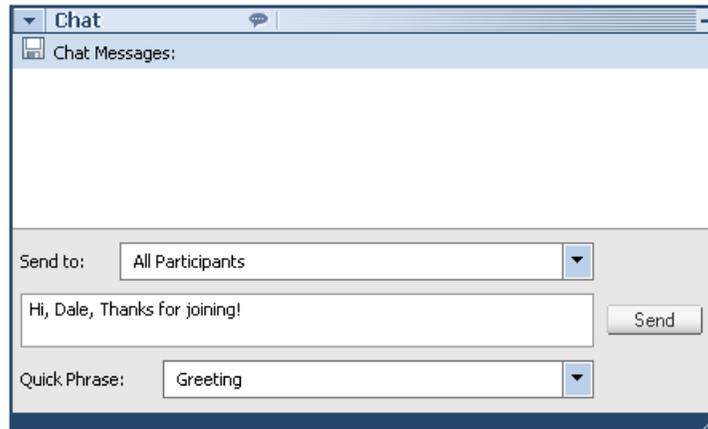 Chat
Chat Messages:
Send to: All Participants
Hi, Dale, Thanks for joining!
Send
Quick Phrase: Greeting